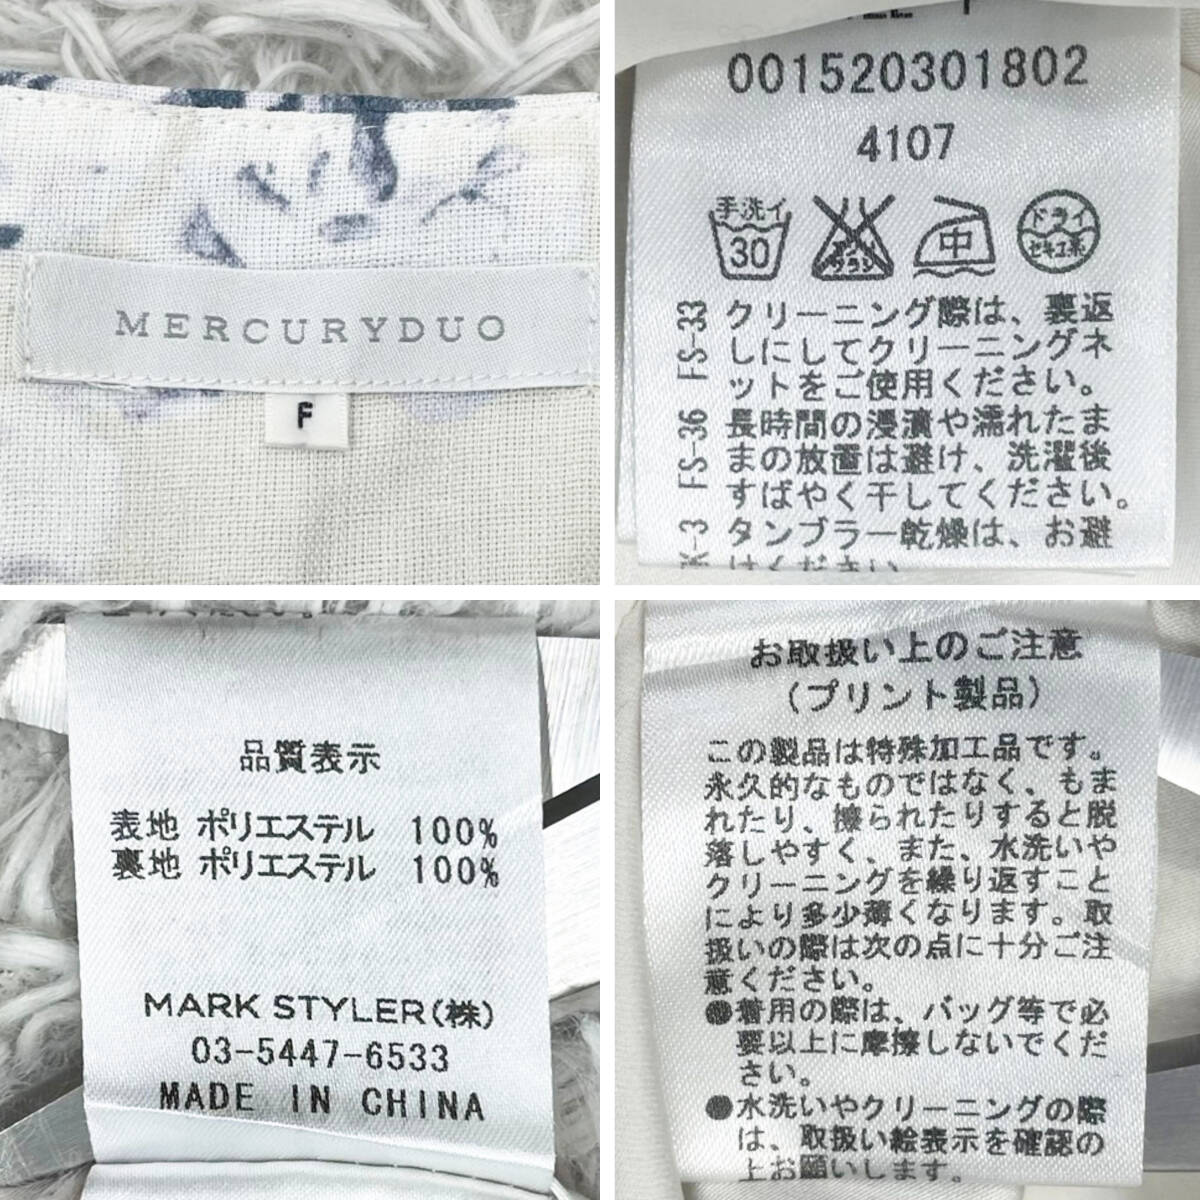 MERCURYDUO
F
001520301802
4107
手洗イ
30
エンソ
サラシ
中
ドライ
セキユ系
FS-33 クリーニング際は、裏返
しにしてクリーニングネ
ットをご使用ください。
FS-36 長時間の浸漬や濡れたま
まの放置は避け、洗濯後
すばやく干してください。
K-3 タンブラー乾燥は、お避
けください
品質表示
表地 ポリエステル 100%
裏地 ポリエステル 100%
MARK STYLER(株)
03-5447-6533
MADE IN CHINA
お取扱い上のご注意
(プリント製品)
この製品は特殊加工品です。
永久的なものではなく、もま
れたり、擦られたりすると脱
落しやすく、また、水洗いや
クリーニングを繰り返すこと
により多少薄くなります。取
扱いの際は次の点に十分ご注
意ください。
●着用の際は、バッグ等で必
要以上に摩擦しないでくだ
さい。
●水洗いやクリーニングの際
は、取扱い絵表示を確認の
上お願いします。